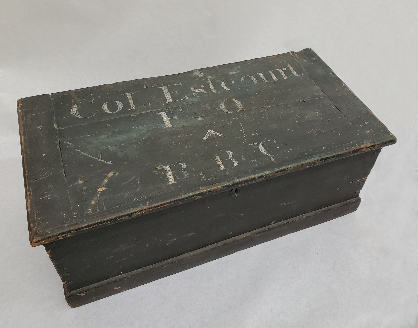 Col Estcourt
I O
B. B. C